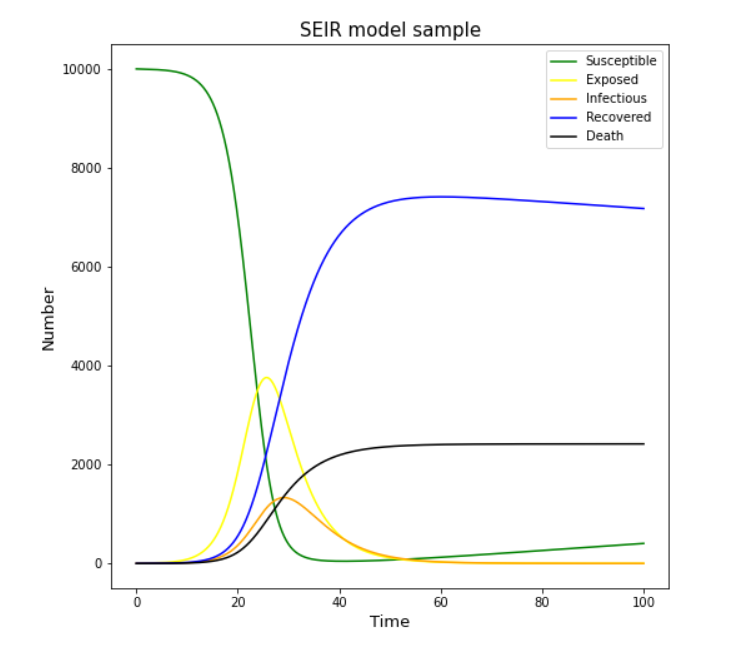 SEIR model sample
Susceptible
Exposed
Infectious
Recovered
Death
10000
8000
6000
4000
2000
0
Number
0 20 40 60 80 100
Time